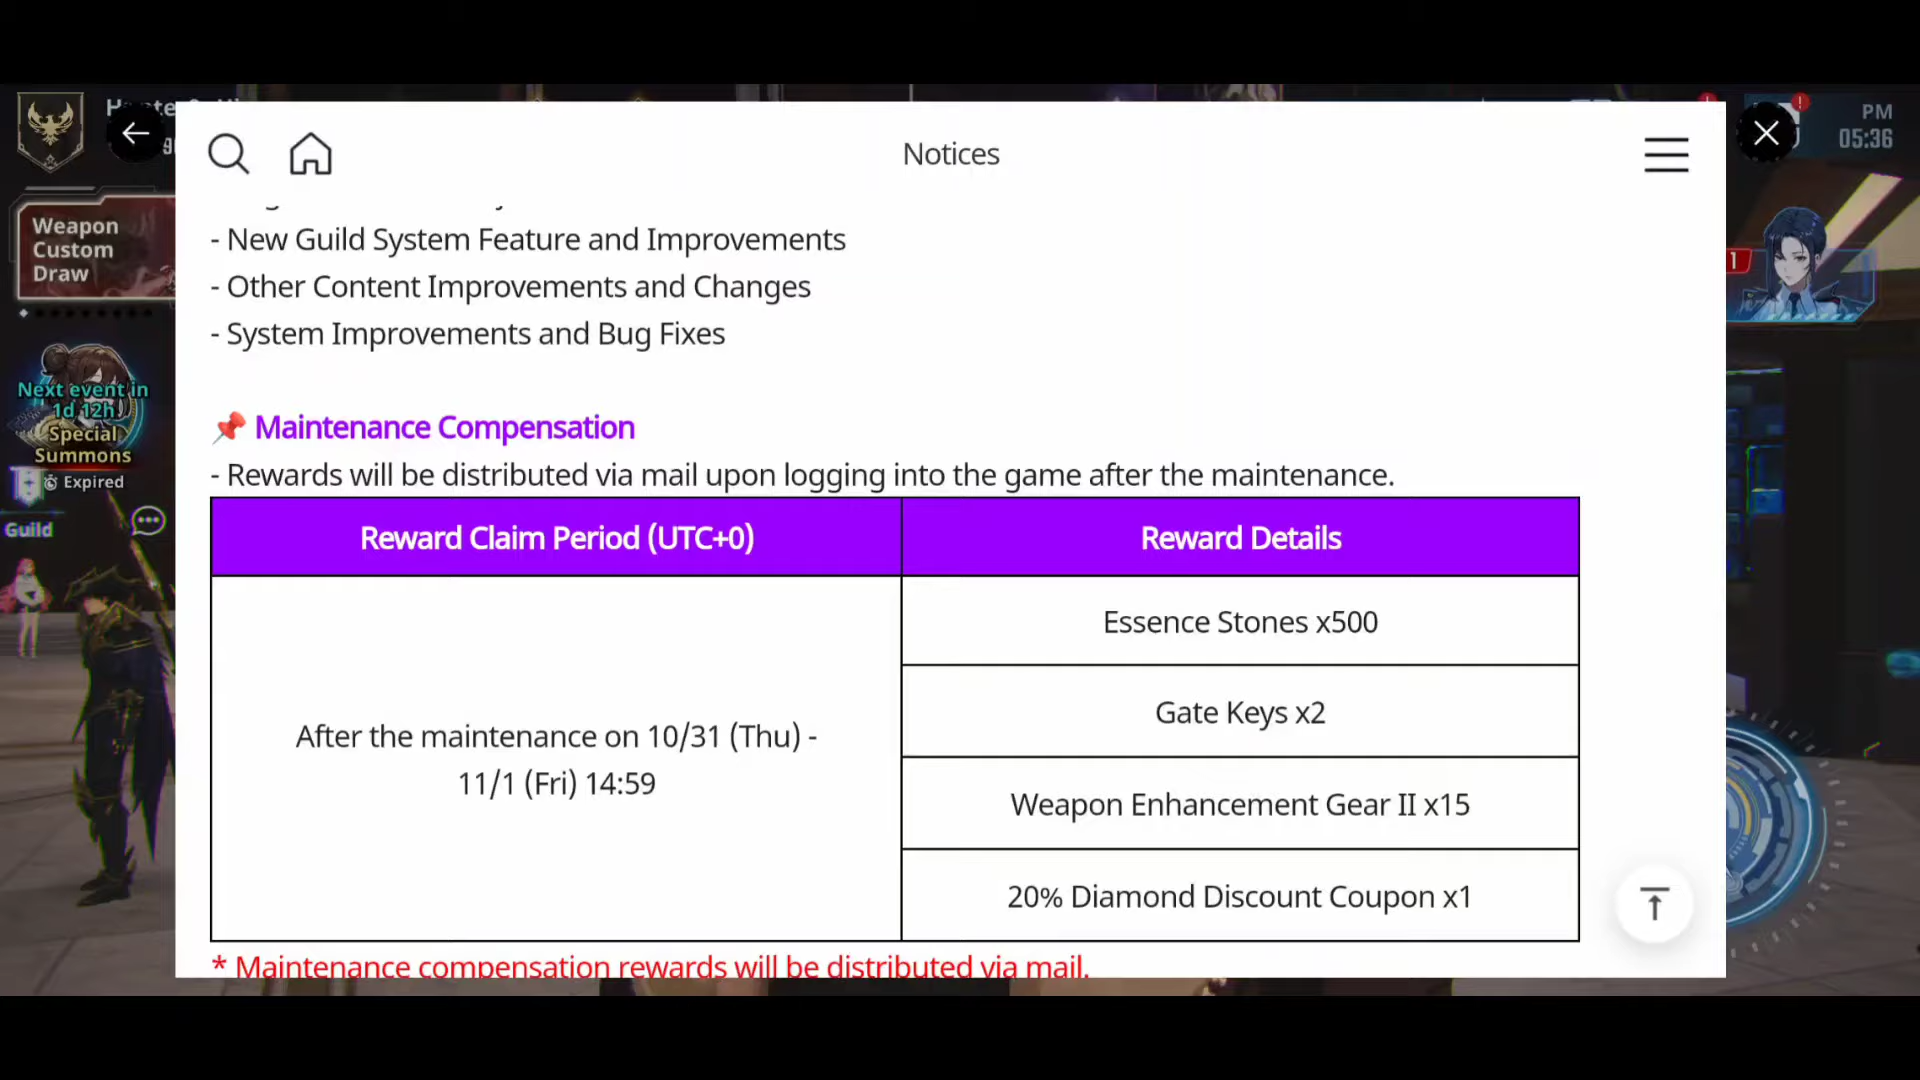 PM
05:36
Notices
Weapon
Custom
Draw
- New Guild System Feature and Improvements
- Other Content Improvements and Changes
- System Improvements and Bug Fixes
1
Next event in
1d 12h
Special
Summons
Expired
Guild
Maintenance Compensation
- Rewards will be distributed via mail upon logging into the game after the maintenance.
Reward Claim Period (UTC+0)
Reward Details
After the maintenance on 10/31 (Thu) -
11/1 (Fri) 14:59
Essence Stones x500
Gate Keys x2
Weapon Enhancement Gear II x15
20% Diamond Discount Coupon x1
* Maintenance compensation rewards will be distributed via mail.